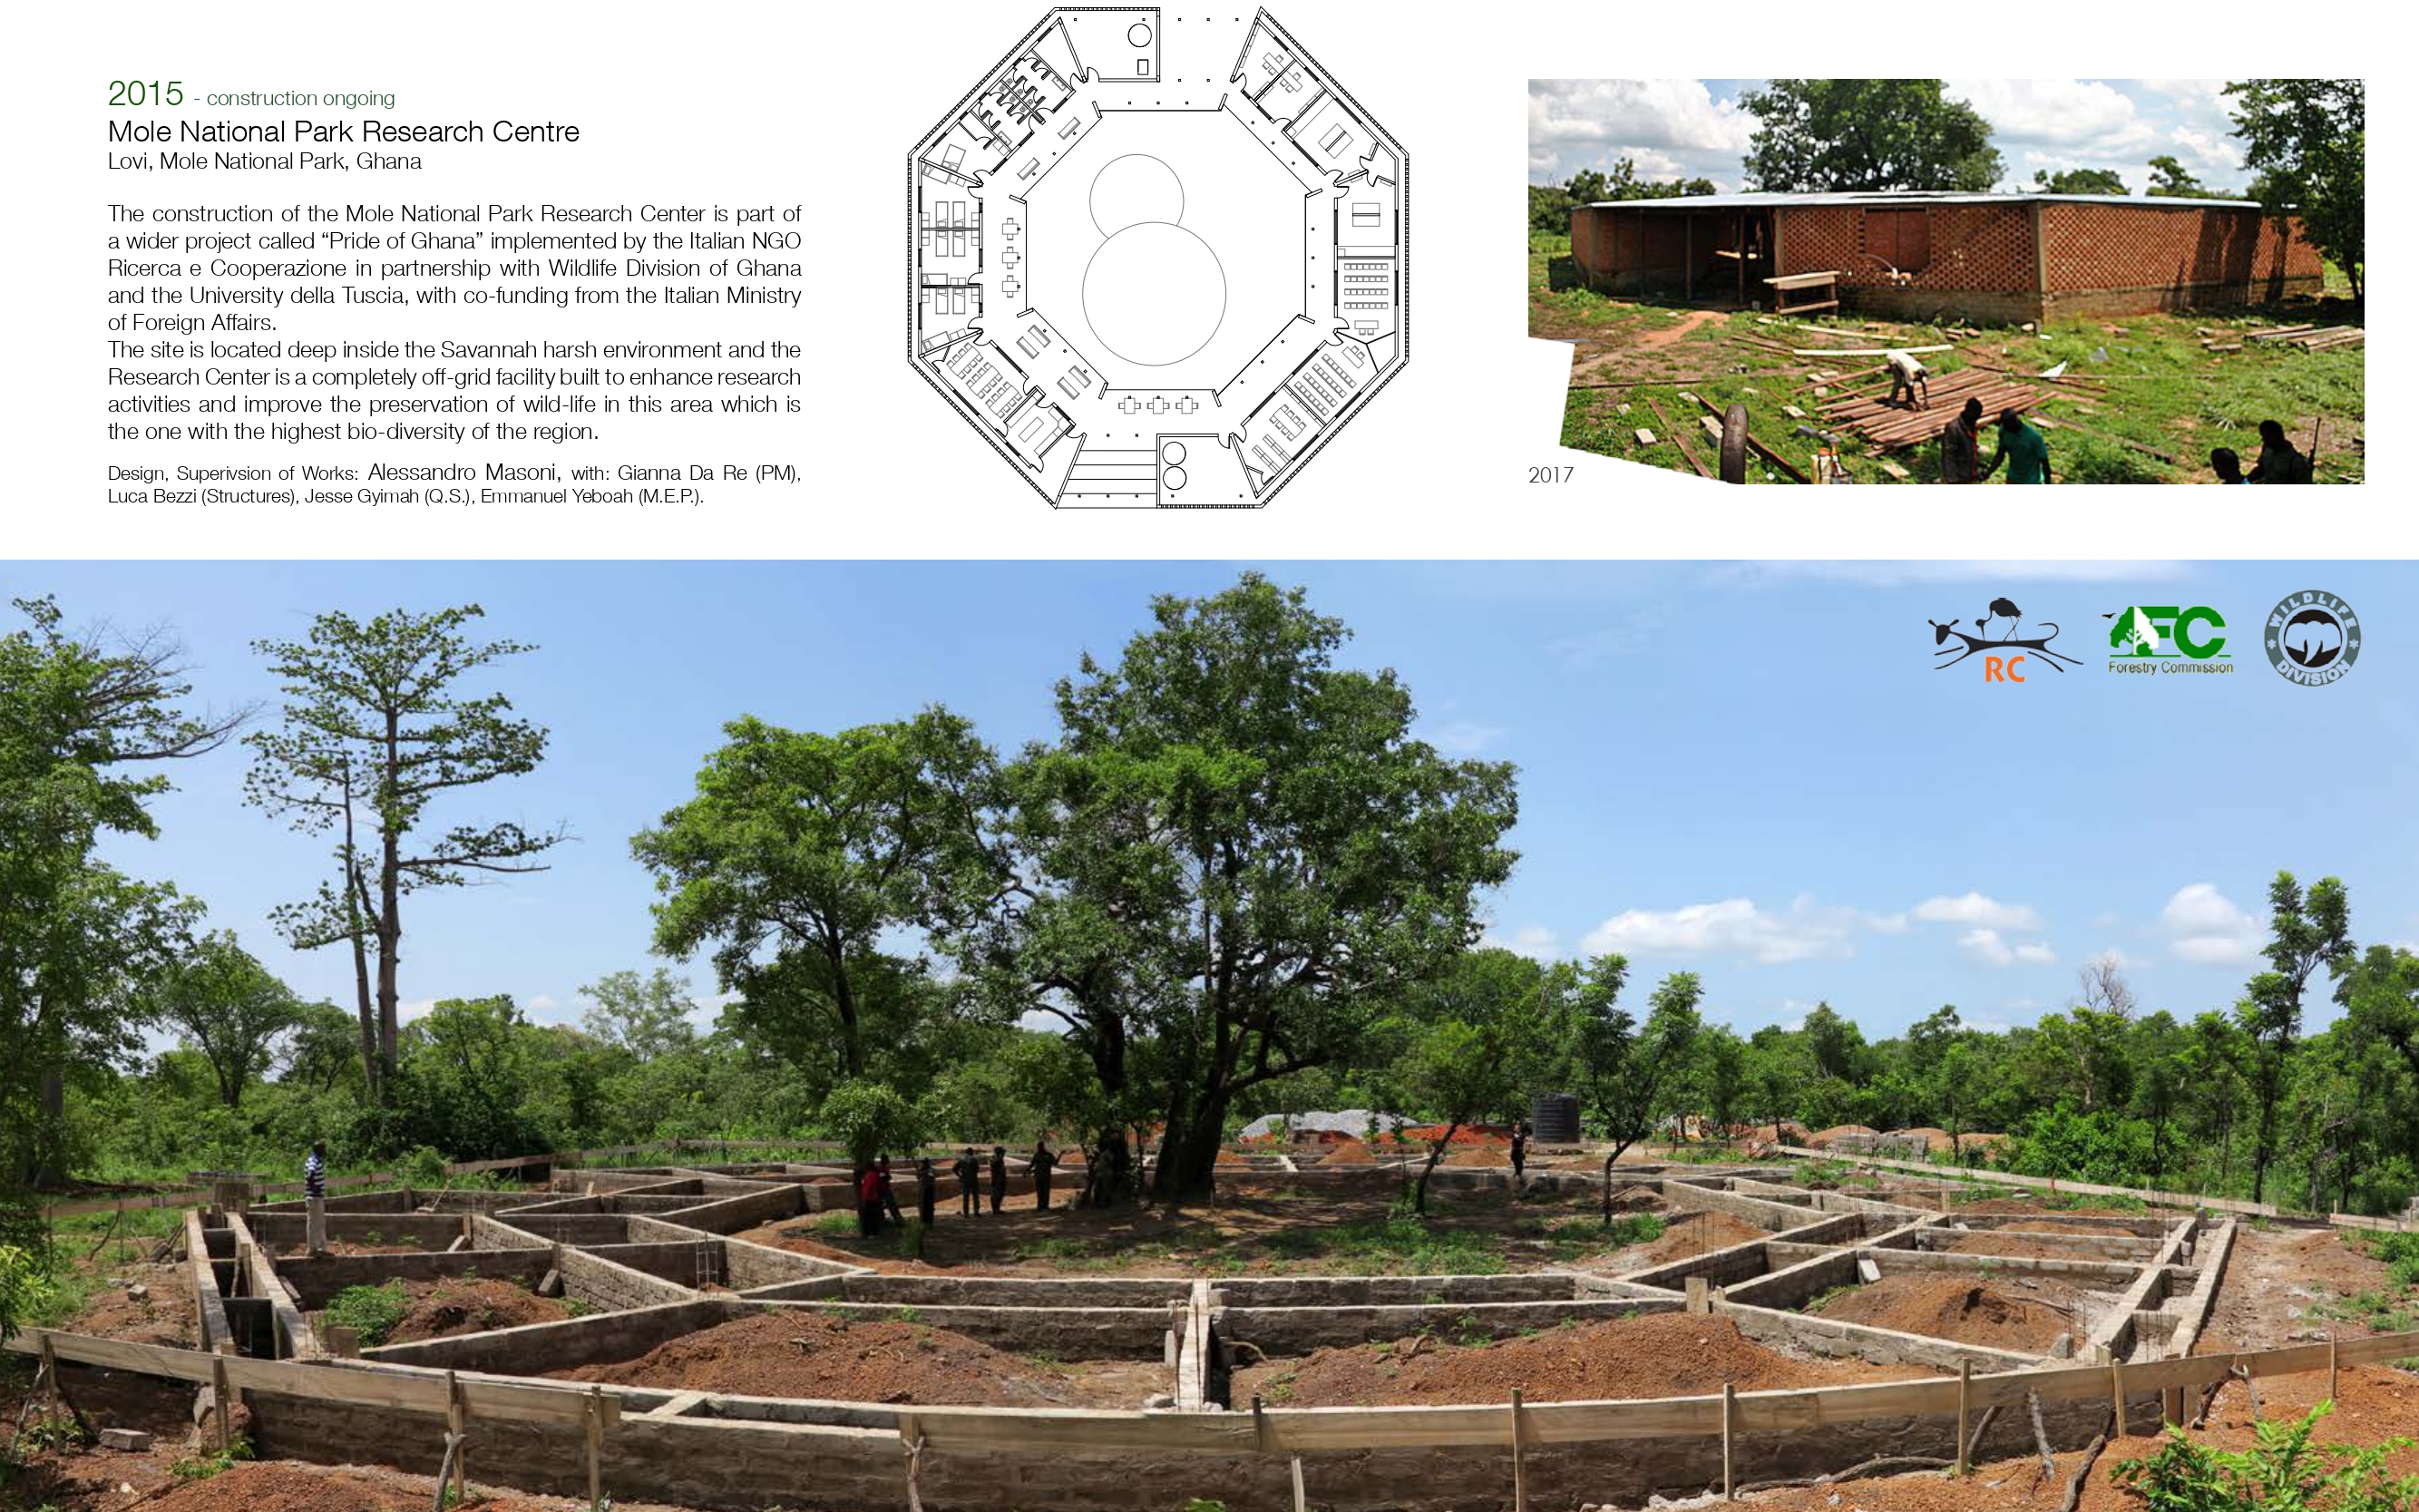 2015 - construction ongoing
Mole National Park Research Centre
Lovi, Mole National Park, Ghana
The construction of the Mole National Park Research Center is part of
a wider project called “Pride of Ghana” implemented by the Italian NGO
Ricerca e Cooperazione in partnership with Wildlife Division of Ghana
and the University della Tuscia, with co-funding from the Italian Ministry
of Foreign Affairs.
The site is located deep inside the Savannah harsh environment and the
Research Center is a completely off-grid facility built to enhance research
activities and improve the preservation of wild-life in this area which is
the one with the highest bio-diversity of the region.
Design, Superivsion of Works: Alessandro Masoni, with: Gianna Da Re (PM),
Luca Bezzi (Structures), Jesse Gyimah (Q.S.), Emmanuel Yeboah (M.E.P.).
2017
RC
FC
Forestry Commission
WILDLIFE
DIVISION